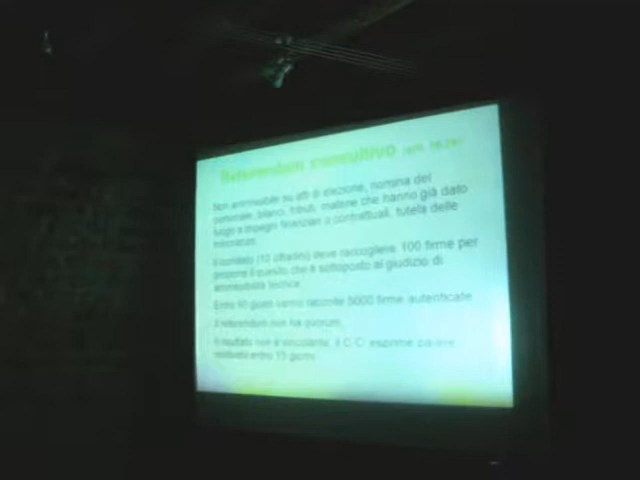 Referendum consultivo
Non ammissibile su atti di elezione, nomina del
personale, bilanci, tributi, materie che hanno già dato
luogo a impegni finanziari o contrattuali, tutela delle
minoranze.
Il comitato (10 cittadini) deve raccogliere 100 firme per
proporre il quesito che è sottoposto al giudizio di
ammissibilità tecnica.
Entro giorni vanno raccolte 5000 firme autenticate
Il referendum non ha quorum.
Il risultato non è vincolante, il C.C. esprime
motivato entro 15 giorni